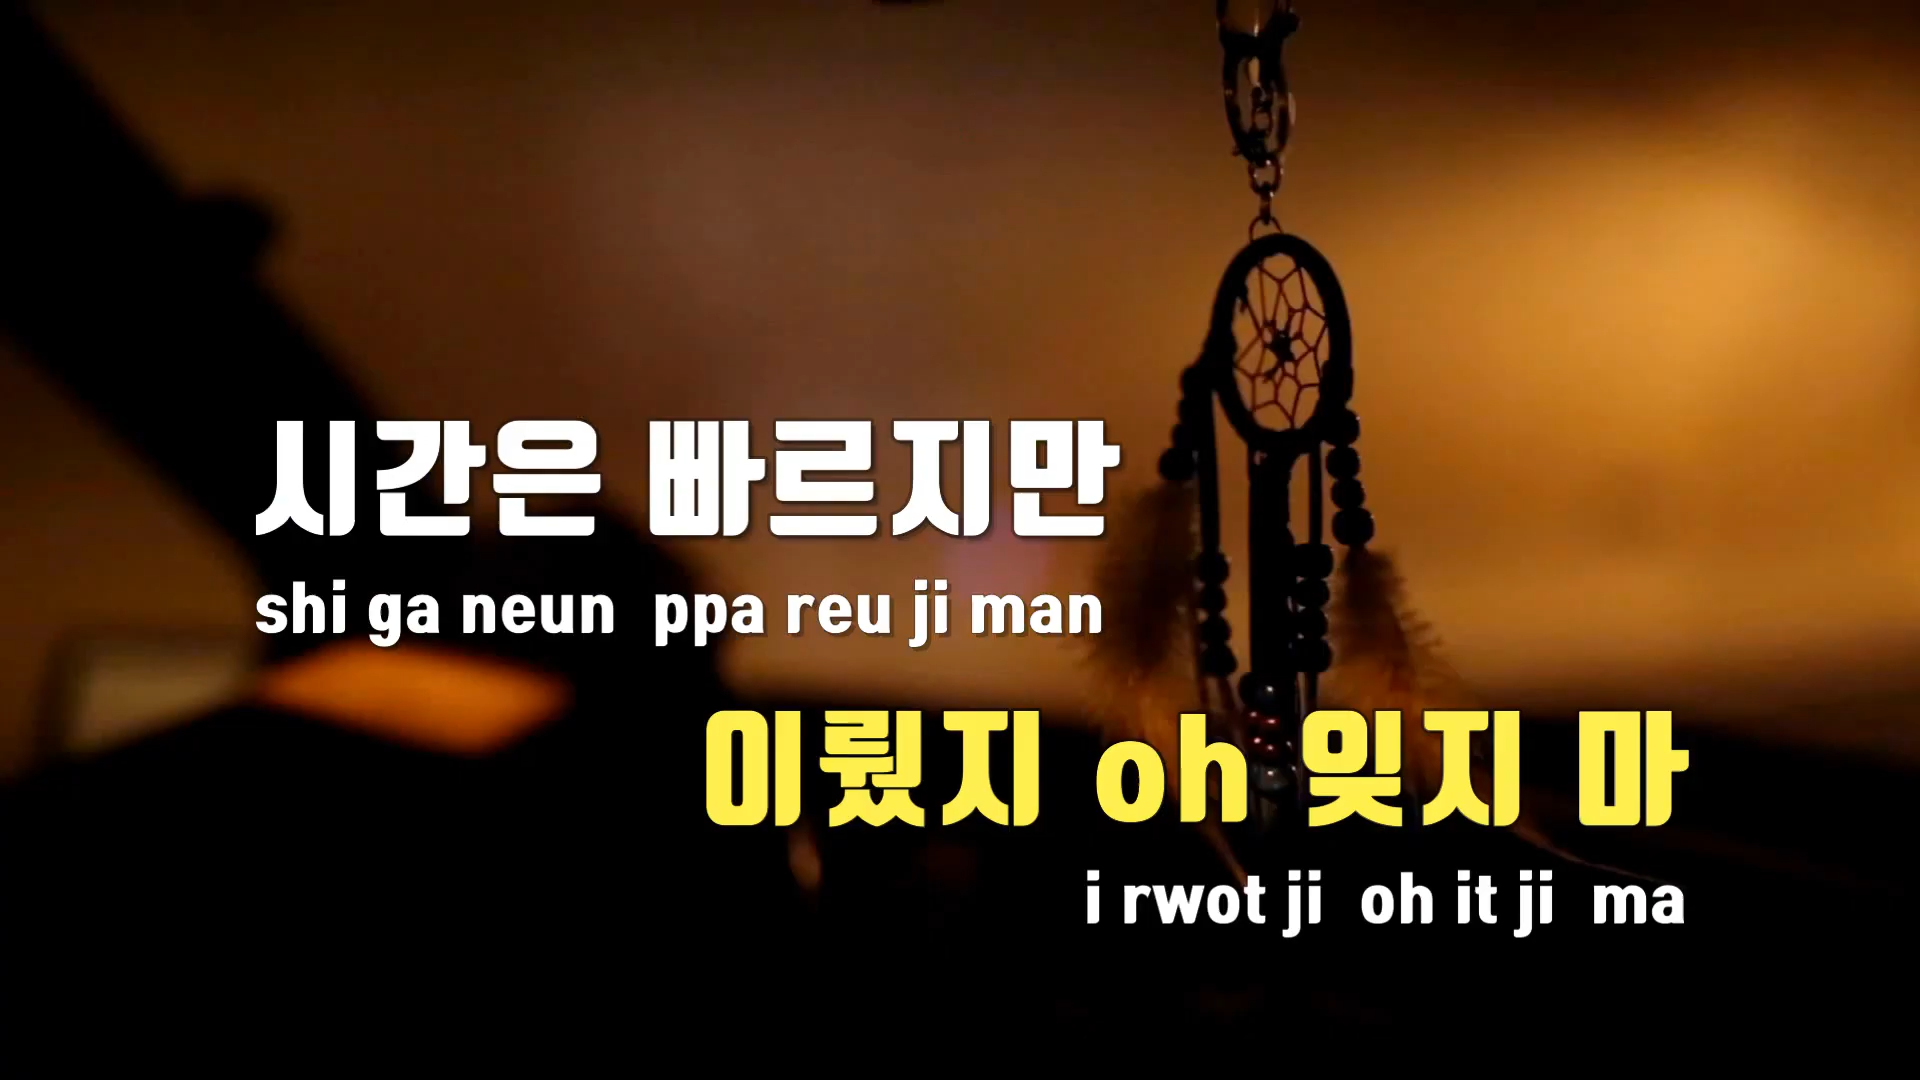 시간은 빠르지만
shi ga neun ppa reu ji man
이뤘지 oh 잊지 마
i rwot ji oh it ji ma